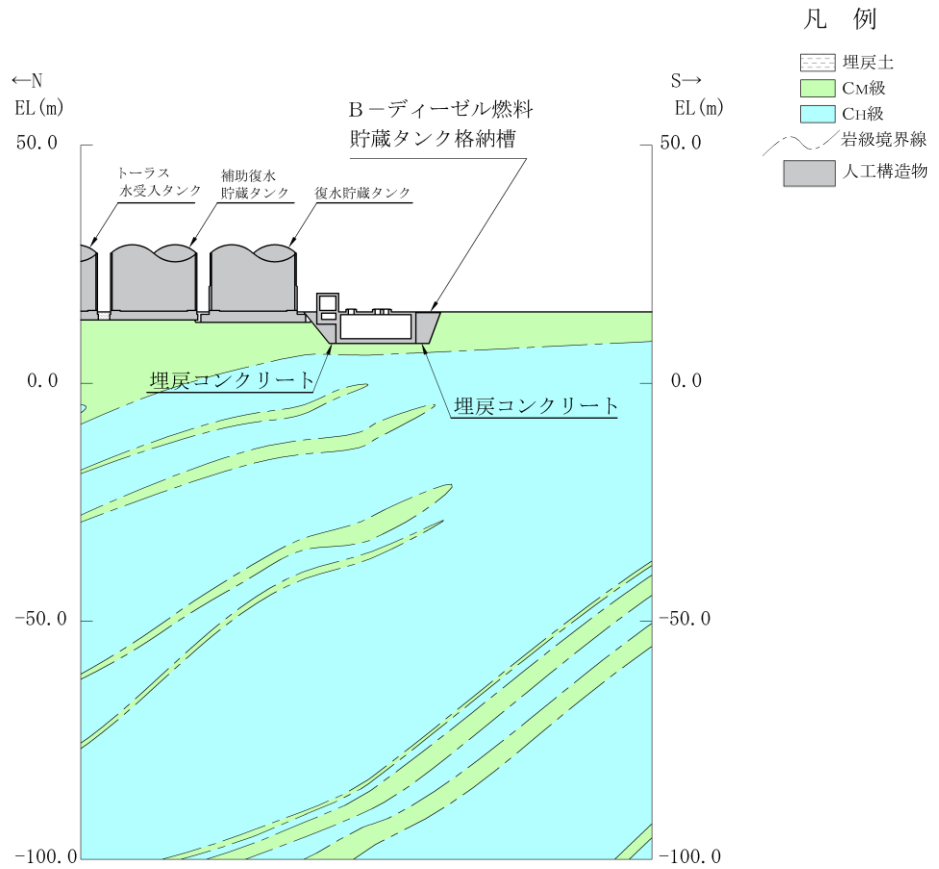 凡 例
埋戻土
CM級
CH級
岩級境界線
人工構造物
←N
EL(m)
S→
EL(m)
B－ディーゼル燃料
貯蔵タンク格納槽
50.0
50.0
トーラス
水受入タンク
補助復水
貯蔵タンク
復水貯蔵タンク
0.0
0.0
埋戻コンクリート
埋戻コンクリート
-50.0
-50.0
-100.0
-100.0